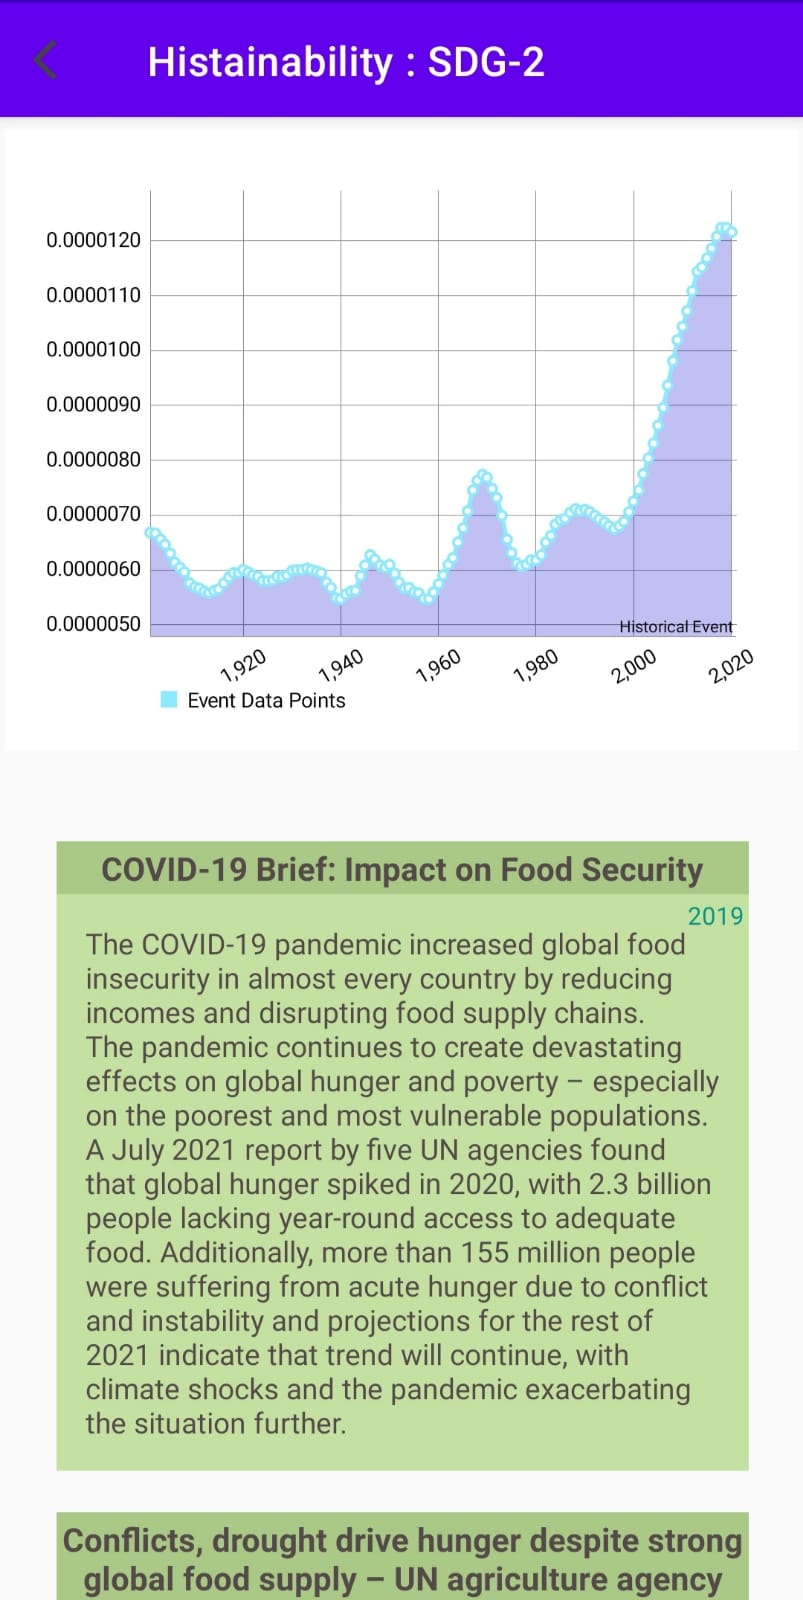 Histainability : SDG-2
0.0000120
0.0000110
0.0000100
0.0000090
0.0000080
0.0000070
0.0000060
0.0000050
Historical Event
1,920
1,940
1,960
1,980
2,000
2,020
Event Data Points
COVID-19 Brief: Impact on Food Security
2019
The COVID-19 pandemic increased global food
insecurity in almost every country by reducing
incomes and disrupting food supply chains.
The pandemic continues to create devastating
effects on global hunger and poverty – especially
on the poorest and most vulnerable populations.
A July 2021 report by five UN agencies found
that global hunger spiked in 2020, with 2.3 billion
people lacking year-round access to adequate
food. Additionally, more than 155 million people
were suffering from acute hunger due to conflict
and instability and projections for the rest of
2021 indicate that trend will continue, with
climate shocks and the pandemic exacerbating
the situation further.
Conflicts, drought drive hunger despite strong
global food supply – UN agriculture agency